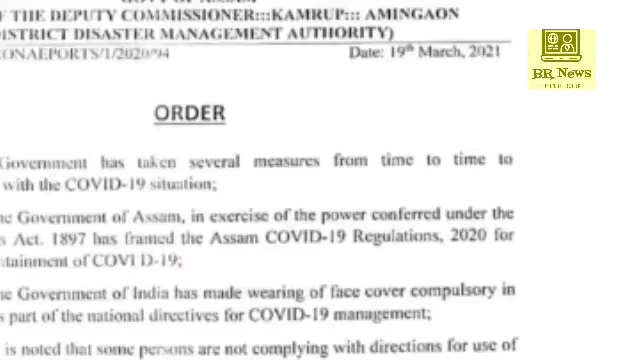 F THE DEPUTY COMMISSIONER:::KAMRUP::: AMINGAON
DISTRICT DISASTER MANAGEMENT AUTHORITY)
Date: 19th March, 2021
BR News
ORDER
Government has taken several measures from time to time to
with the COVID-19 situation;
he Government of Assam, in exercise of the power conferred under the
s Act. 1897 has framed the Assam COVID-19 Regulations, 2020 for
ntainment of COVI D-19;
he Government of India has made wearing of face cover compulsory in
s part of the national directives for COVID-19 management;
is noted that some persons are not complying with directions for use of